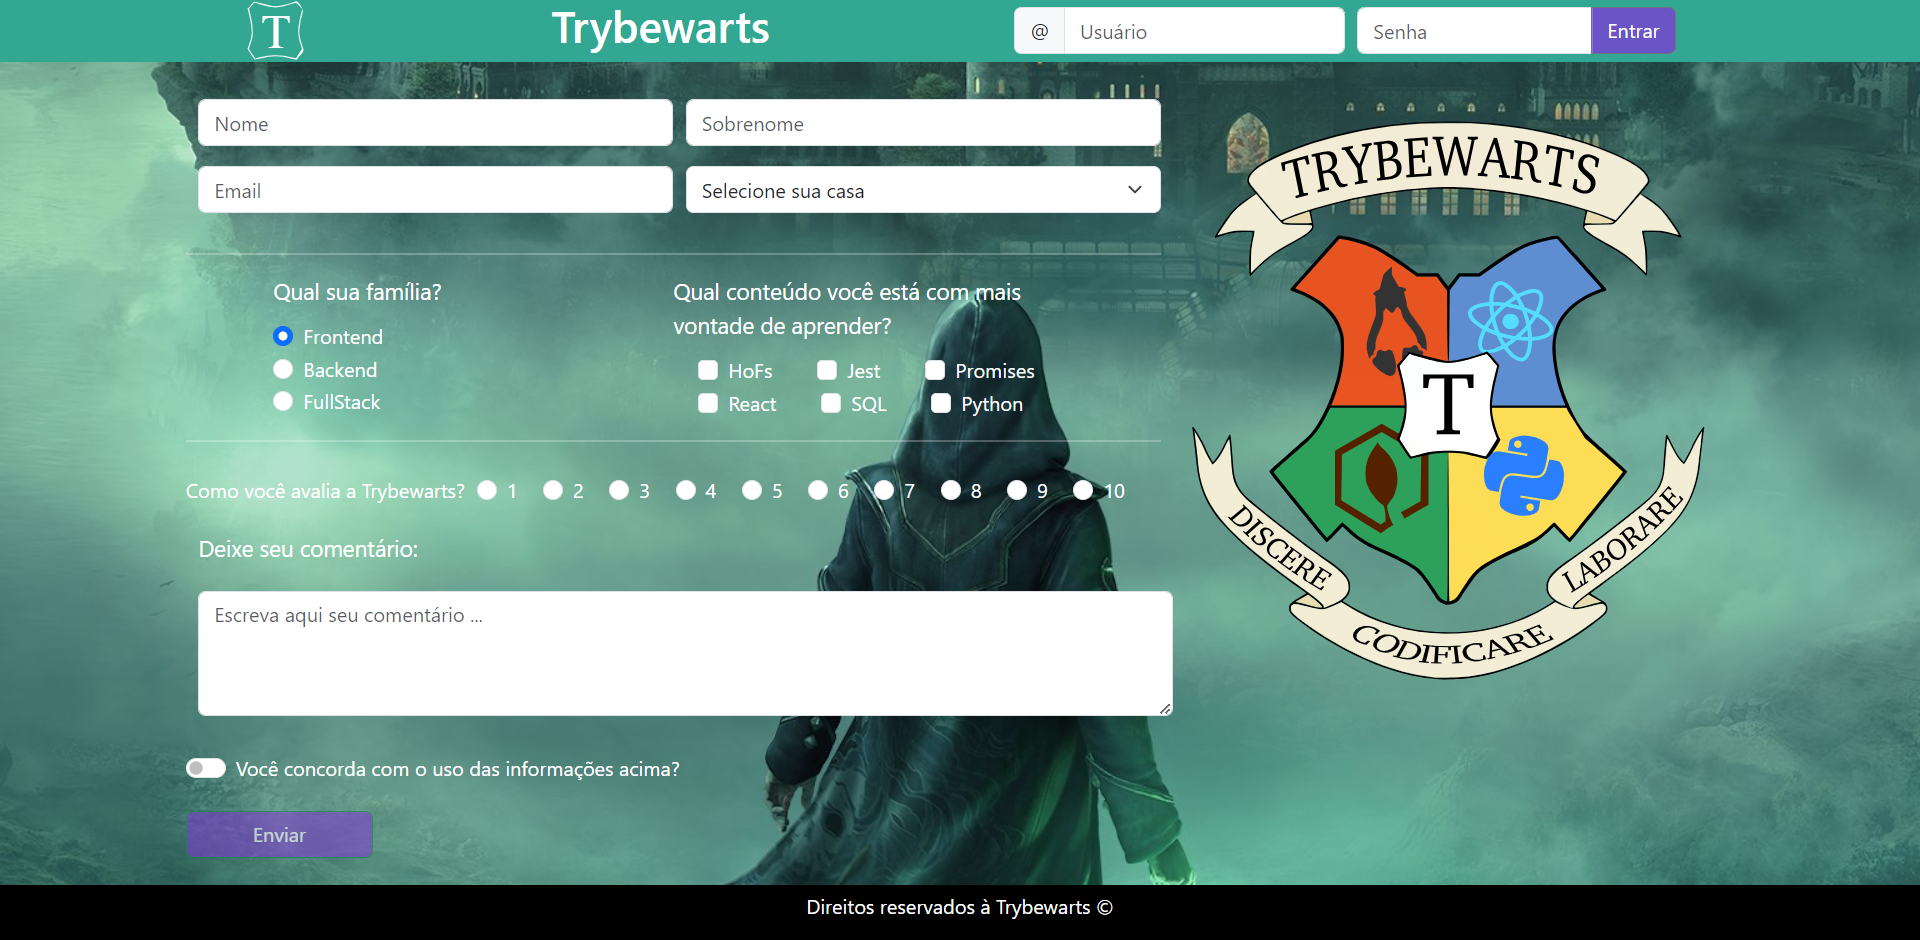 T
Trybewarts
@ Usuário
Senha
Entrar
Nome
Sobrenome
Email
Selecione sua casa
Qual sua família?
Frontend
Backend
FullStack
Qual conteúdo você está com mais
vontade de aprender?
HoFs Jest Promises
React SQL Python
Como você avalia a Trybewarts? 1 2 3 4 5 6 7 8 9 10
Deixe seu comentário:
Escreva aqui seu comentário ...
Você concorda com o uso das informações acima?
Enviar
TRYBEWARTS
T
DISCERE
CODIFICARE
LABORARE
Direitos reservados à Trybewarts ©